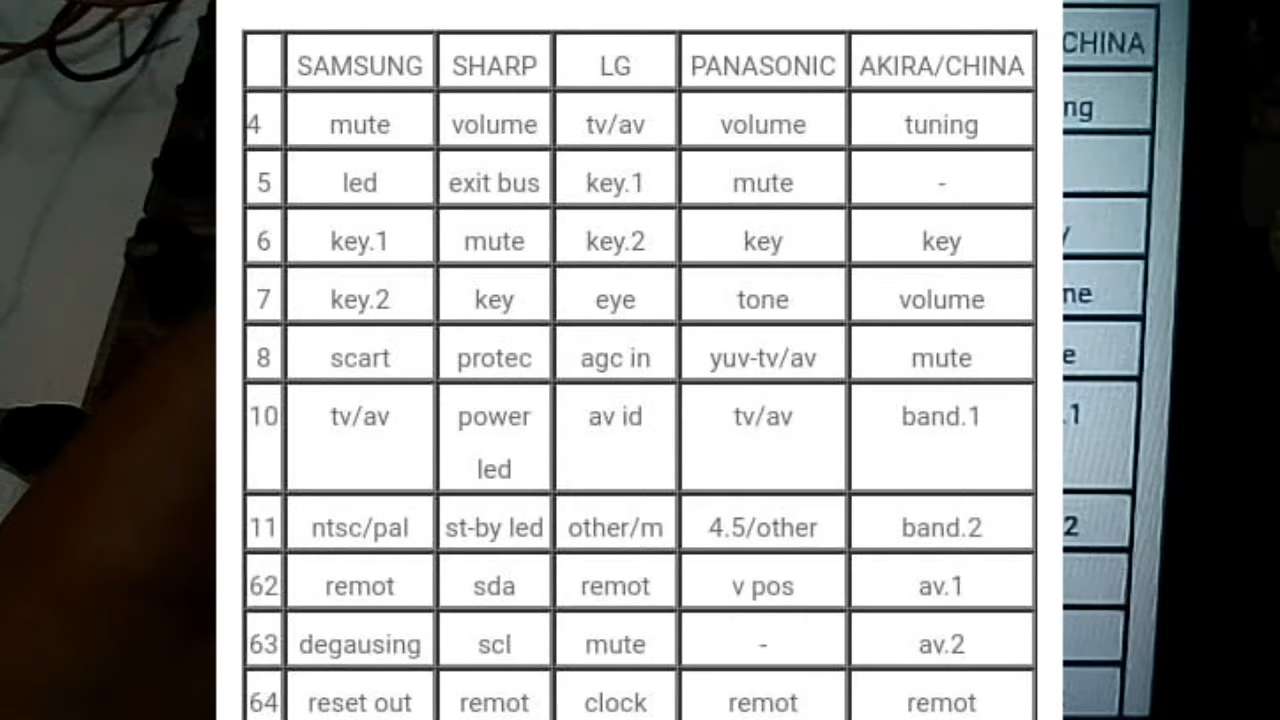 SAMSUNG SHARP LG PANASONIC AKIRA/CHINA
4 mute volume tv/av volume tuning
5 led exit bus key.1 mute -
6 key.1 mute key.2 key key
7 key.2 key eye tone volume
8 scart protec agc in yuv-tv/av mute
10 tv/av power av id tv/av band.1
led
11 ntsc/pal st-by led other/m 4.5/other band.2
62 remot sda remot v pos av.1
63 degausing scl mute - av.2
64 reset out remot clock remot remot
CHINA
ng
ne
e
.1
2